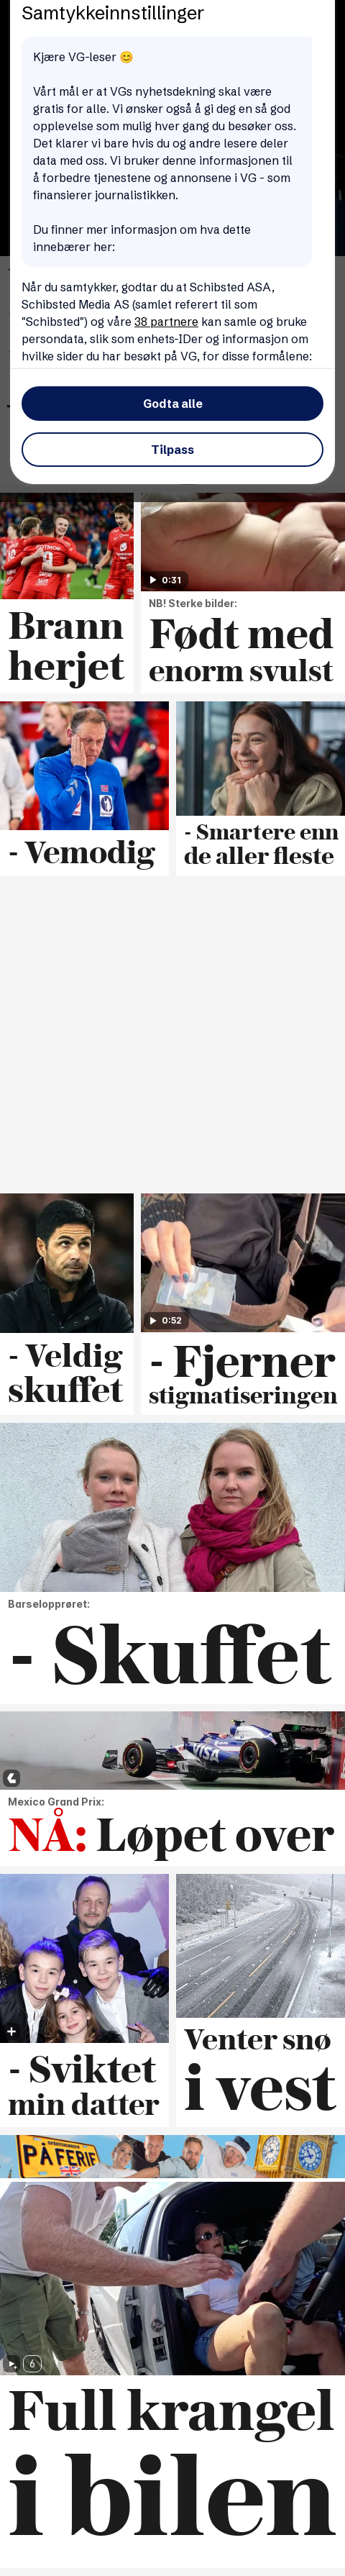 Samtykkeinnstillinger
Kjære VG-leser 😊
Vårt mål er at VGs nyhetsdekning skal være
gratis for alle. Vi ønsker også å gi deg en så god
opplevelse som mulig hver gang du besøker oss.
Det klarer vi bare hvis du og andre lesere deler
data med oss. Vi bruker denne informasjonen til
å forbedre tjenestene og annonsene i VG - som
finansierer journalistikken.
Du finner mer informasjon om hva dette
innebærer her:
Når du samtykker, godtar du at Schibsted ASA,
Schibsted Media AS (samlet referert til som
"Schibsted") og våre 38 partnere kan samle og bruke
persondata, slik som enhets-IDer og informasjon om
hvilke sider du har besøkt på VG, for disse formålene:
Godta alle
Tilpass
0:31
Brann
herjet
NB! Sterke bilder:
Født med
enorm svulst
- Vemodig
- Smartere enn
de aller fleste
0:52
- Veldig
skuffet
- Fjerner
stigmatiseringen
Barselopprøret:
- Skuffet
Cash App
VISA
Mexico Grand Prix:
NÅ: Løpet over
- Sviktet
min datter
Venter snø
i vest
PÅ FERIE
6
Full krangel
i bilen